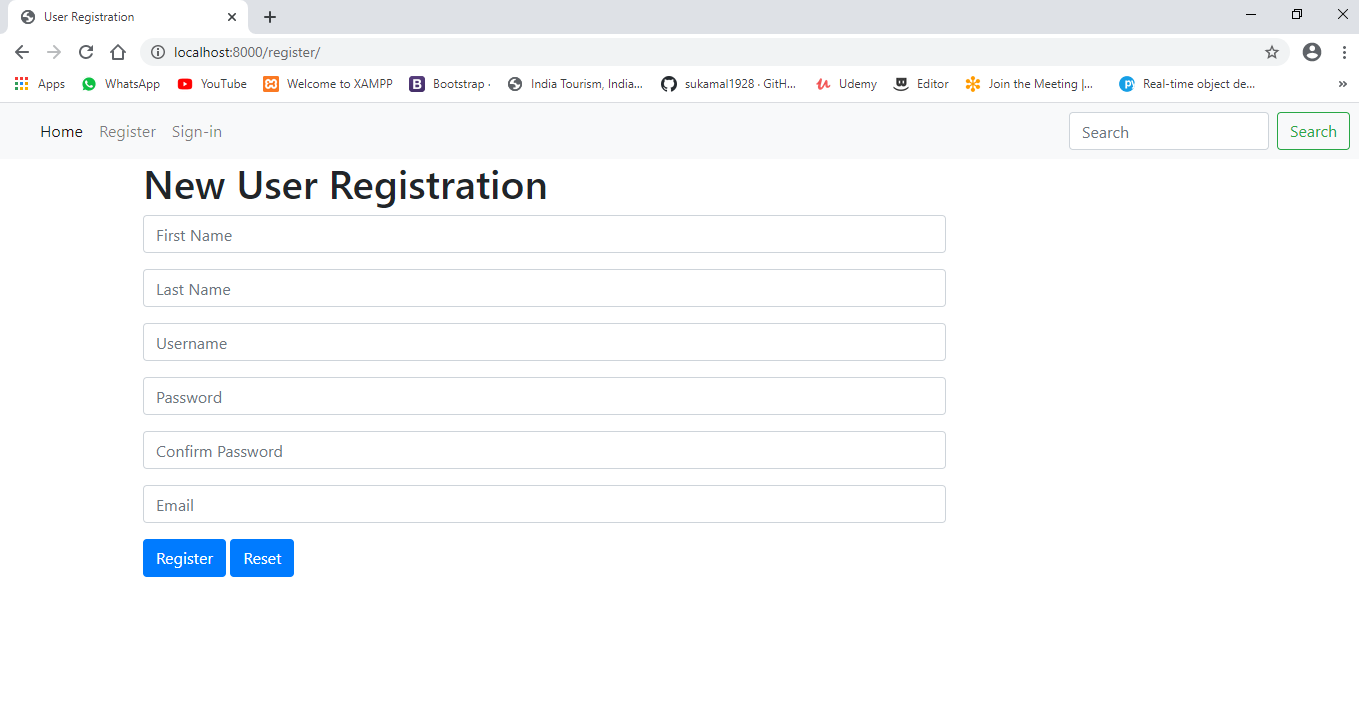 User Registration
localhost:8000/register/
Apps WhatsApp YouTube Welcome to XAMPP Bootstrap · India Tourism, India... sukamal1928 · GitH... Udemy Editor Join the Meeting |... Real-time object de... »
Home Register Sign-in Search Search
New User Registration
First Name
Last Name
Username
Password
Confirm Password
Email
Register Reset